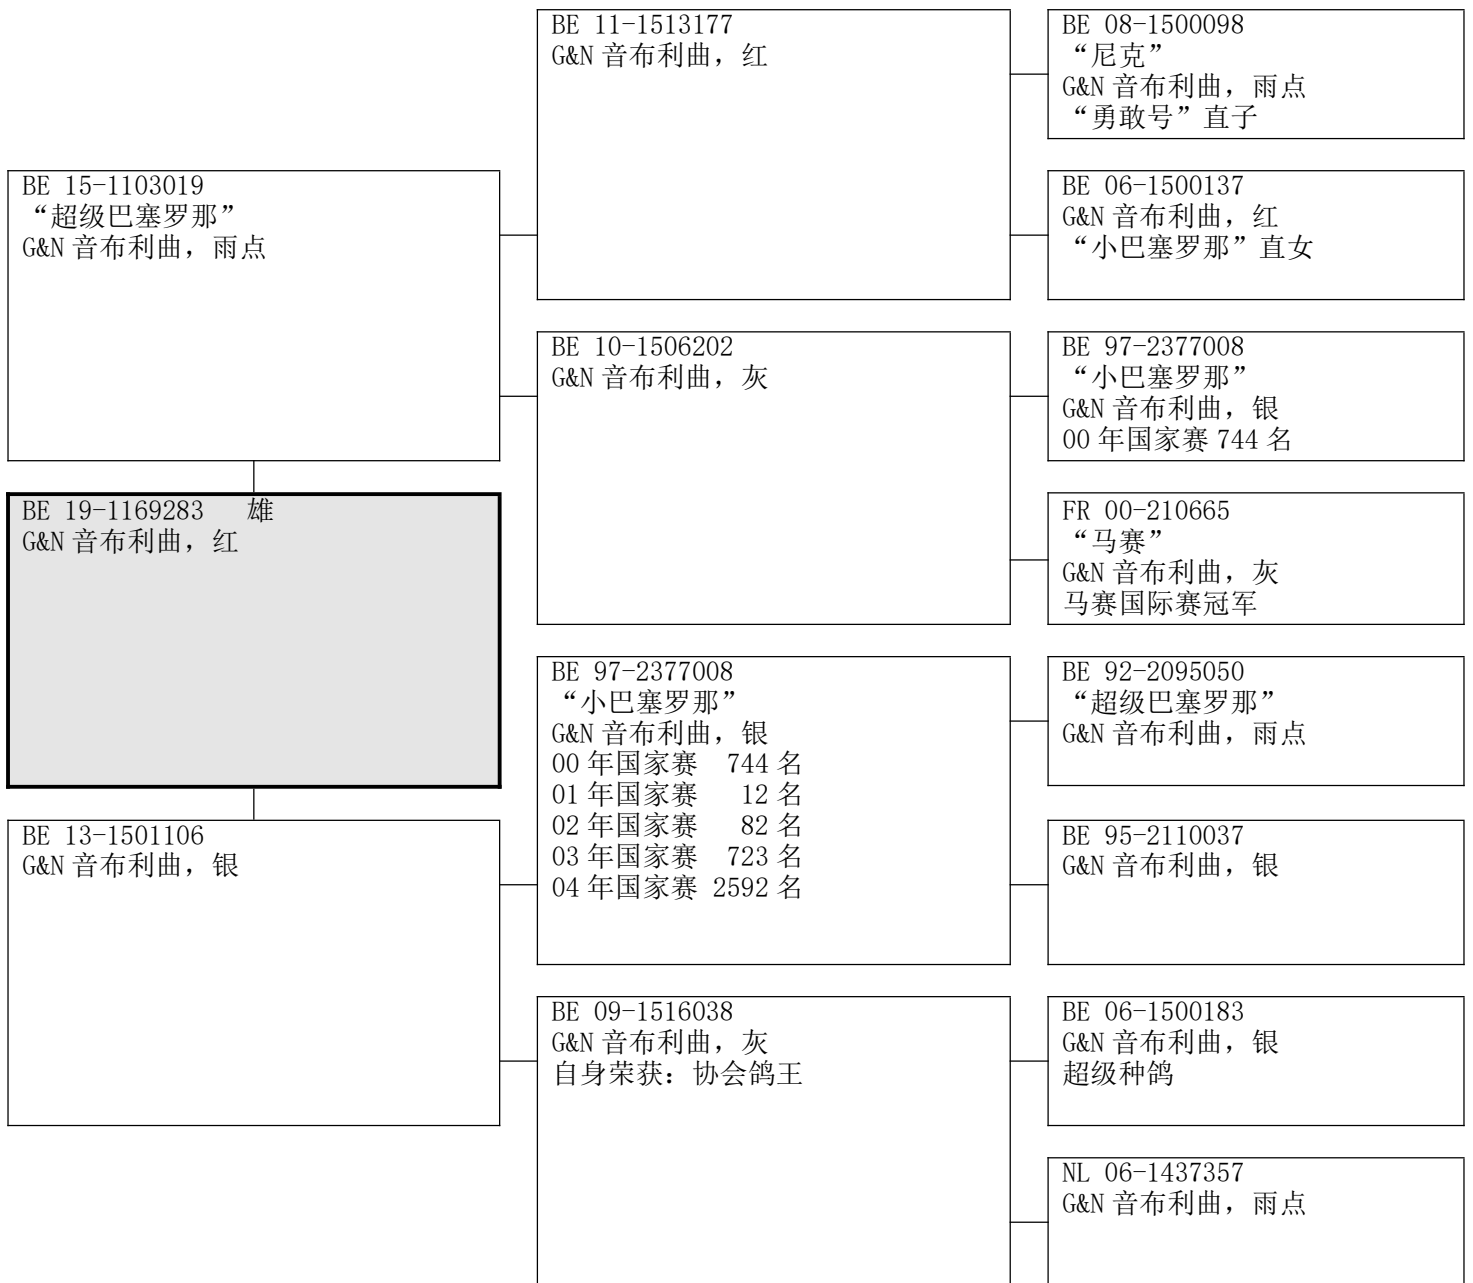 BE 15-1103019
“超级巴塞罗那”
G&N 音布利曲，雨点
BE 19-1169283 雄
G&N 音布利曲，红
BE 13-1501106
G&N 音布利曲，银
BE 11-1513177
G&N 音布利曲，红
BE 10-1506202
G&N 音布利曲，灰
BE 97-2377008
“小巴塞罗那”
G&N 音布利曲，银
00 年国家赛 744 名
01 年国家赛 12 名
02 年国家赛 82 名
03 年国家赛 723 名
04 年国家赛 2592 名
BE 09-1516038
G&N 音布利曲，灰
自身荣获：协会鸽王
BE 08-1500098
“尼克”
G&N 音布利曲，雨点
“勇敢号”直子
BE 06-1500137
G&N 音布利曲，红
“小巴塞罗那”直女
BE 97-2377008
“小巴塞罗那”
G&N 音布利曲，银
00 年国家赛 744 名
FR 00-210665
“马赛”
G&N 音布利曲，灰
马赛国际赛冠军
BE 92-2095050
“超级巴塞罗那”
G&N 音布利曲，雨点
BE 95-2110037
G&N 音布利曲，银
BE 06-1500183
G&N 音布利曲，银
超级种鸽
NL 06-1437357
G&N 音布利曲，雨点